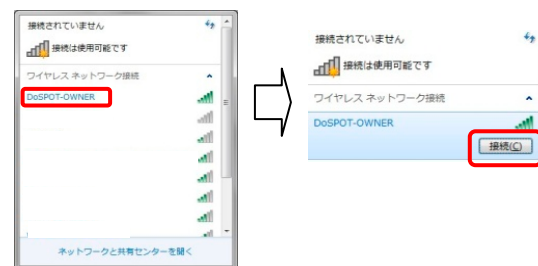 接続されていません
接続は使用可能です
ワイヤレス ネットワーク接続
DoSPOT-OWNER
ネットワークと共有センターを開く
接続されていません
接続は使用可能です
ワイヤレス ネットワーク接続
DoSPOT-OWNER
接続(C)